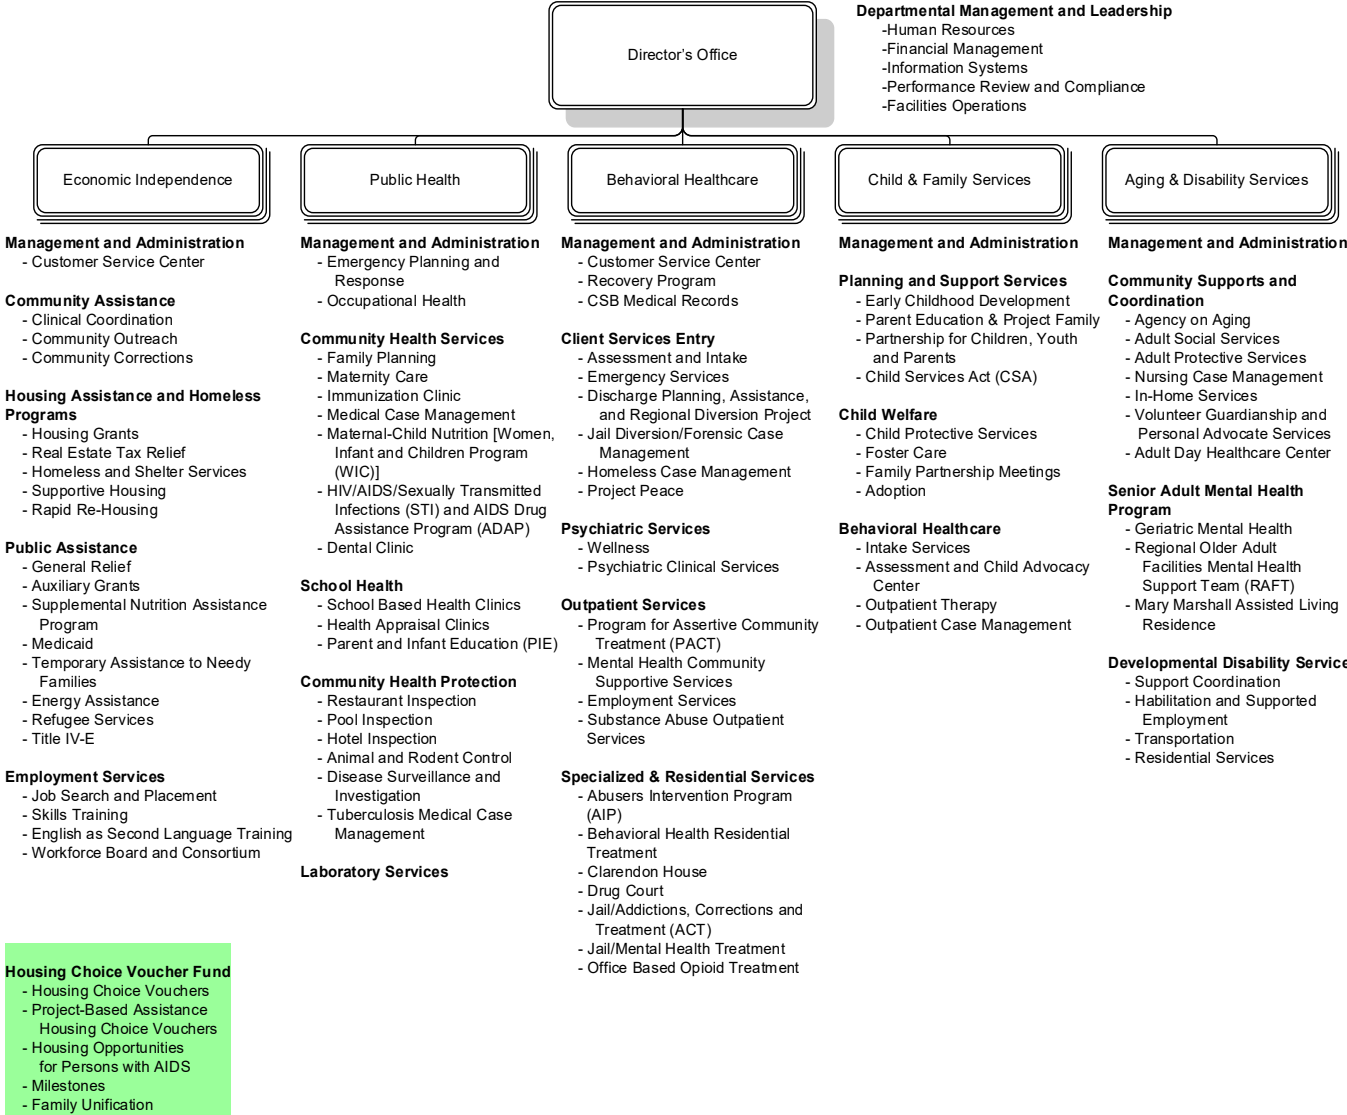 Director's Office
Departmental Management and Leadership
-Human Resources
-Financial Management
-Information Systems
-Performance Review and Compliance
-Facilities Operations
Economic Independence
Public Health
Behavioral Healthcare
Child & Family Services
Aging & Disability Services
Management and Administration
- Customer Service Center
Community Assistance
- Clinical Coordination
- Community Outreach
- Community Corrections
Housing Assistance and Homeless
Programs
- Housing Grants
- Real Estate Tax Relief
- Homeless and Shelter Services
- Supportive Housing
- Rapid Re-Housing
Public Assistance
- General Relief
- Auxiliary Grants
- Supplemental Nutrition Assistance
Program
- Medicaid
- Temporary Assistance to Needy
Families
- Energy Assistance
- Refugee Services
- Title IV-E
Employment Services
- Job Search and Placement
- Skills Training
- English as Second Language Training
- Workforce Board and Consortium
Housing Choice Voucher Fund
- Housing Choice Vouchers
- Project-Based Assistance
Housing Choice Vouchers
- Housing Opportunities
for Persons with AIDS
- Milestones
- Family Unification
Management and Administration
- Emergency Planning and
Response
- Occupational Health
Community Health Services
- Family Planning
- Maternity Care
- Immunization Clinic
- Medical Case Management
- Maternal-Child Nutrition [Women,
Infant and Children Program
(WIC)]
- HIV/AIDS/Sexually Transmitted
Infections (STI) and AIDS Drug
Assistance Program (ADAP)
- Dental Clinic
School Health
- School Based Health Clinics
- Health Appraisal Clinics
- Parent and Infant Education (PIE)
Community Health Protection
- Restaurant Inspection
- Pool Inspection
- Hotel Inspection
- Animal and Rodent Control
- Disease Surveillance and
Investigation
- Tuberculosis Medical Case
Management
Laboratory Services
Management and Administration
- Customer Service Center
- Recovery Program
- CSB Medical Records
Client Services Entry
- Assessment and Intake
- Emergency Services
- Discharge Planning, Assistance,
and Regional Diversion Project
- Jail Diversion/Forensic Case
Management
- Homeless Case Management
- Project Peace
Psychiatric Services
- Wellness
- Psychiatric Clinical Services
Outpatient Services
- Program for Assertive Community
Treatment (PACT)
- Mental Health Community
Supportive Services
- Employment Services
- Substance Abuse Outpatient
Services
Specialized & Residential Services
- Abusers Intervention Program
(AIP)
- Behavioral Health Residential
Treatment
- Clarendon House
- Drug Court
- Jail/Addictions, Corrections and
Treatment (ACT)
- Jail/Mental Health Treatment
- Office Based Opioid Treatment
Management and Administration
Planning and Support Services
- Early Childhood Development
- Parent Education & Project Family
- Partnership for Children, Youth
and Parents
- Child Services Act (CSA)
Child Welfare
- Child Protective Services
- Foster Care
- Family Partnership Meetings
- Adoption
Behavioral Healthcare
- Intake Services
- Assessment and Child Advocacy
Center
- Outpatient Therapy
- Outpatient Case Management
Management and Administration
Community Supports and
Coordination
- Agency on Aging
- Adult Social Services
- Adult Protective Services
- Nursing Case Management
- In-Home Services
- Volunteer Guardianship and
Personal Advocate Services
- Adult Day Healthcare Center
Senior Adult Mental Health
Program
- Geriatric Mental Health
- Regional Older Adult
Facilities Mental Health
Support Team (RAFT)
- Mary Marshall Assisted Living
Residence
Developmental Disability Service
- Support Coordination
- Habilitation and Supported
Employment
- Transportation
- Residential Services